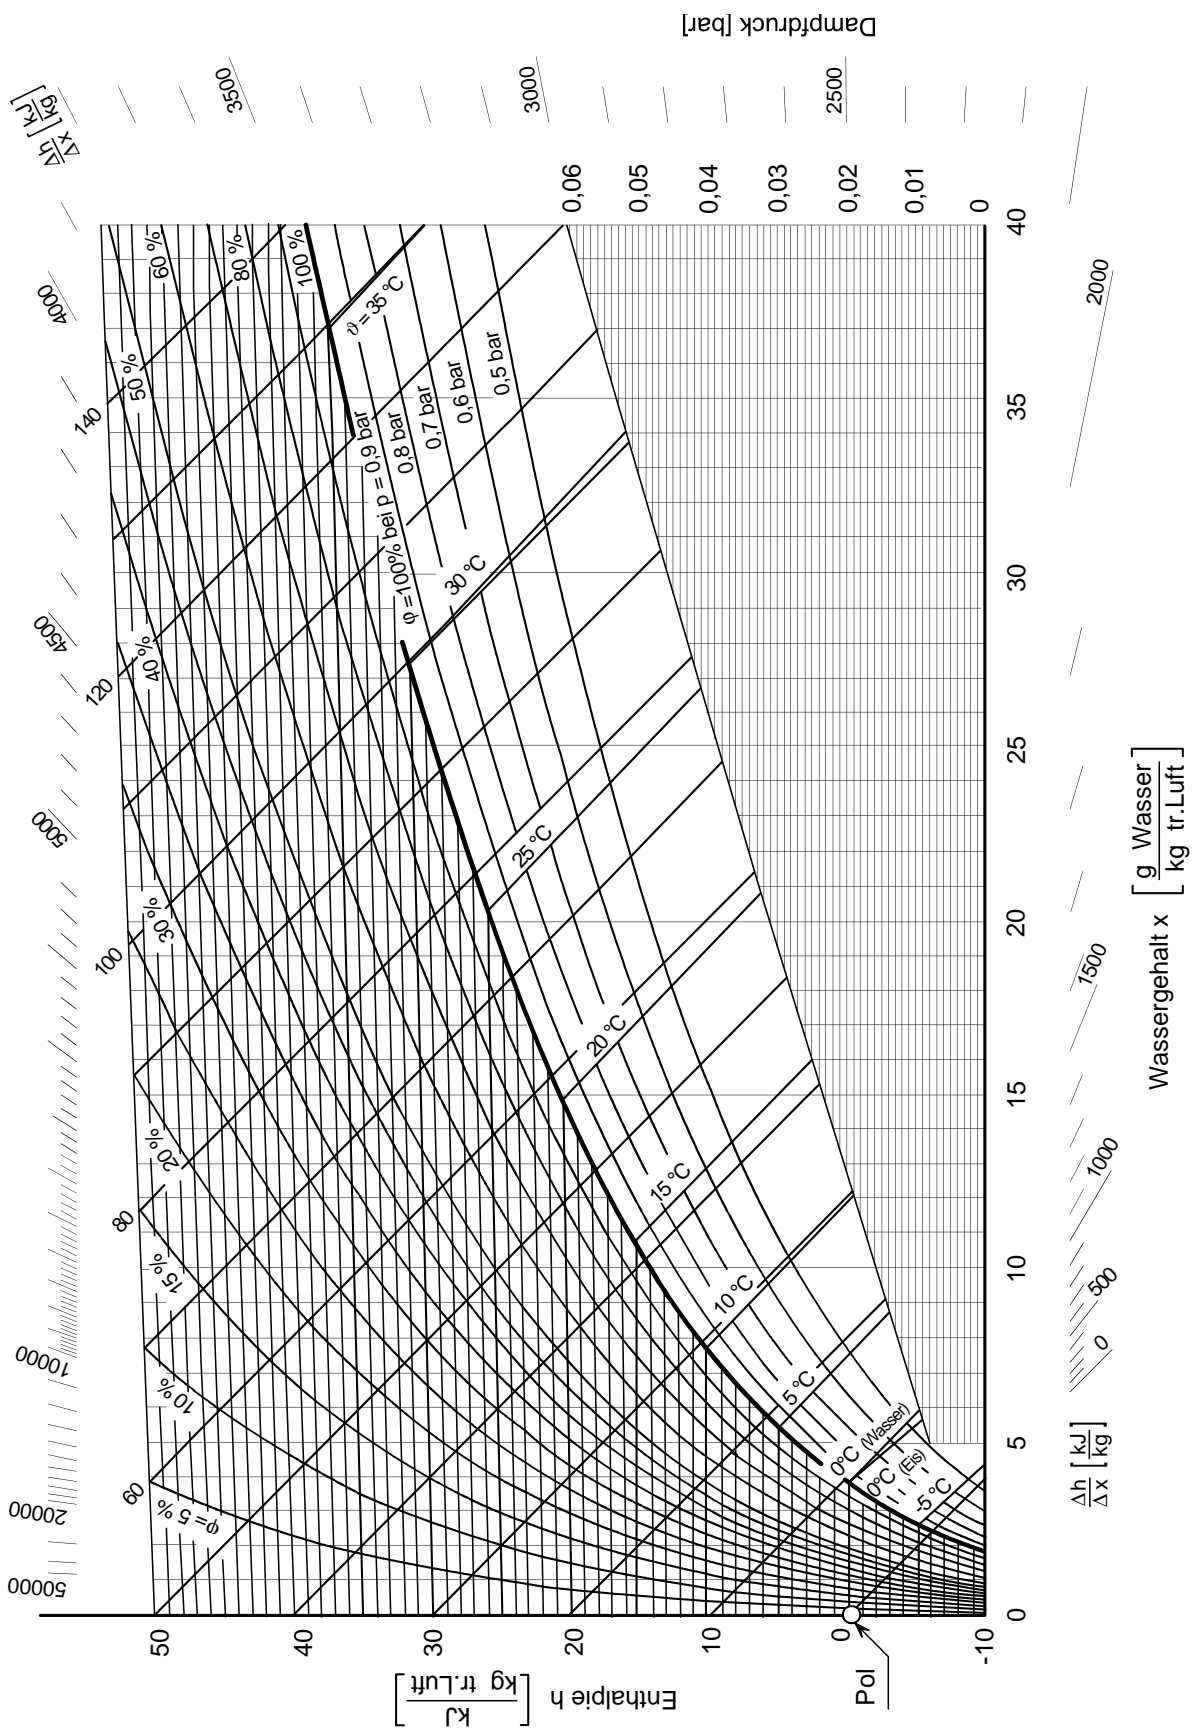 Δh/Δx [kJ/kg]
50000
20000
10000
5000
4500
4000
3500
3000
2500
2000
1500
1000
500
0
Δh/Δx [kJ/kg]
Dampfdruck [bar]
0,06
0,05
0,04
0,03
0,02
0,01
0
Enthalpie h
[kJ/kg tr.Luft]
50
40
30
20
10
0
-10
Pol
60
80
100
120
140
φ= 5 %
10 %
15 %
20 %
30 %
40 %
50 %
60 %
80 %
100 %
φ =100% bei p = 0,9 bar
0,8 bar
0,7 bar
0,6 bar
0,5 bar
ϑ = 35 °C
30 °C
25 °C
20 °C
15 °C
10 °C
5 °C
0°C (Wasser)
0°C (Eis)
-5 °C
0
5
10
15
20
25
30
35
40
Wassergehalt x [g Wasser/kg tr.Luft]